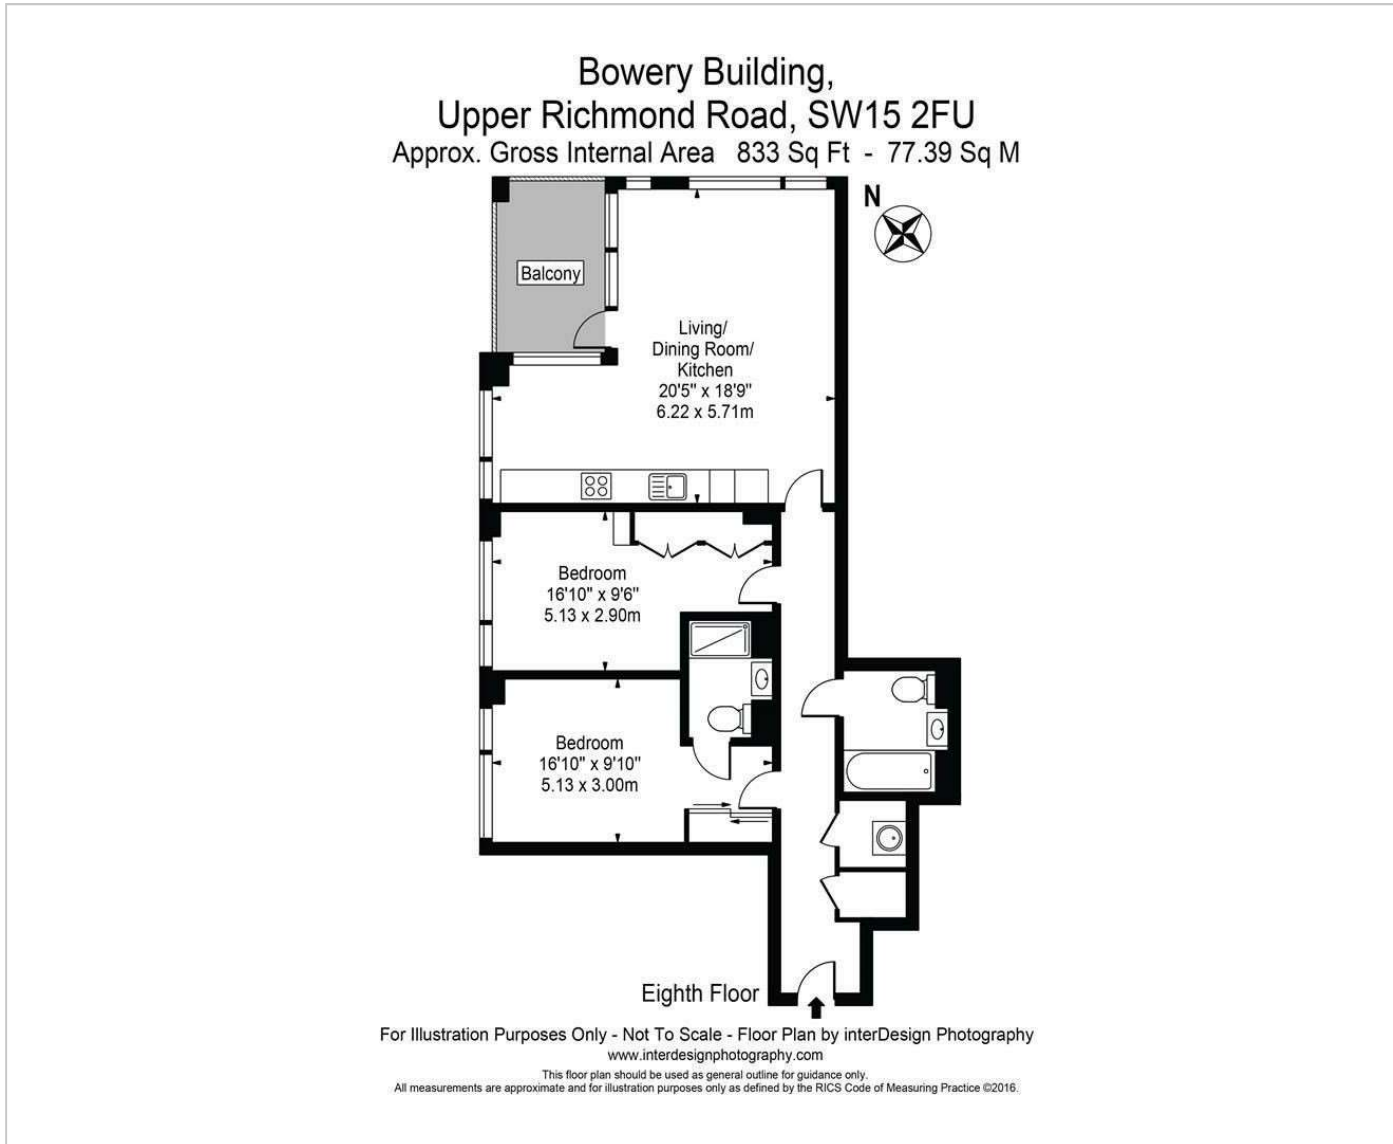 Bowery Building,
Upper Richmond Road, SW15 2FU
Approx. Gross Internal Area 833 Sq Ft - 77.39 Sq M
N
Balcony
Living/
Dining Room/
Kitchen
20'5" x 18'9"
6.22 x 5.71m
Bedroom
16'10" x 9'6"
5.13 x 2.90m
Bedroom
16'10" x 9'10"
5.13 x 3.00m
Eighth Floor
For Illustration Purposes Only - Not To Scale - Floor Plan by interDesign Photography
www.interdesignphotography.com
This floor plan should be used as general outline for guidance only.
All measurements are approximate and for illustration purposes only as defined by the RICS Code of Measuring Practice ©2016.